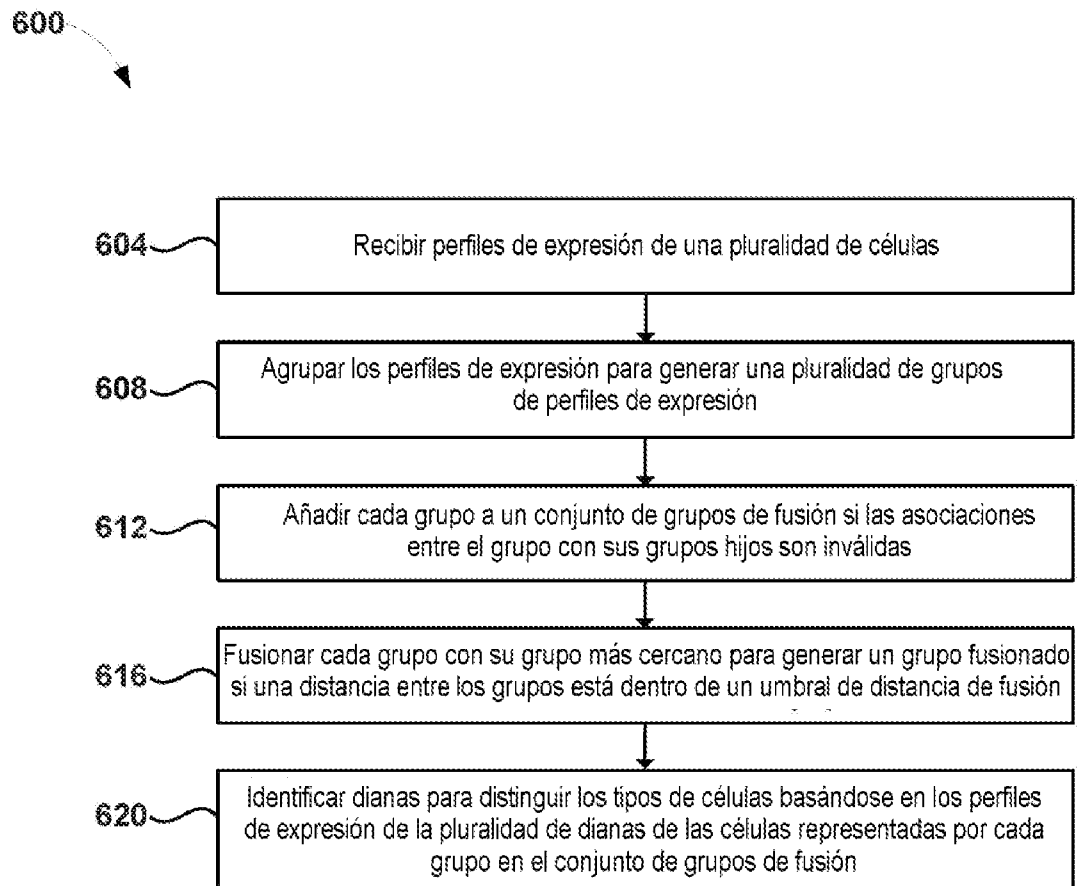 600
604
Recibir perfiles de expresión de una pluralidad de células
608
Agrupar los perfiles de expresión para generar una pluralidad de grupos
de perfiles de expresión
612
Añadir cada grupo a un conjunto de grupos de fusión si las asociaciones
entre el grupo con sus grupos hijos son inválidas
616
Fusionar cada grupo con su grupo más cercano para generar un grupo fusionado
si una distancia entre los grupos está dentro de un umbral de distancia de fusión
620
Identificar dianas para distinguir los tipos de células basándose en los perfiles
de expresión de la pluralidad de dianas de las células representadas por cada
grupo en el conjunto de grupos de fusión